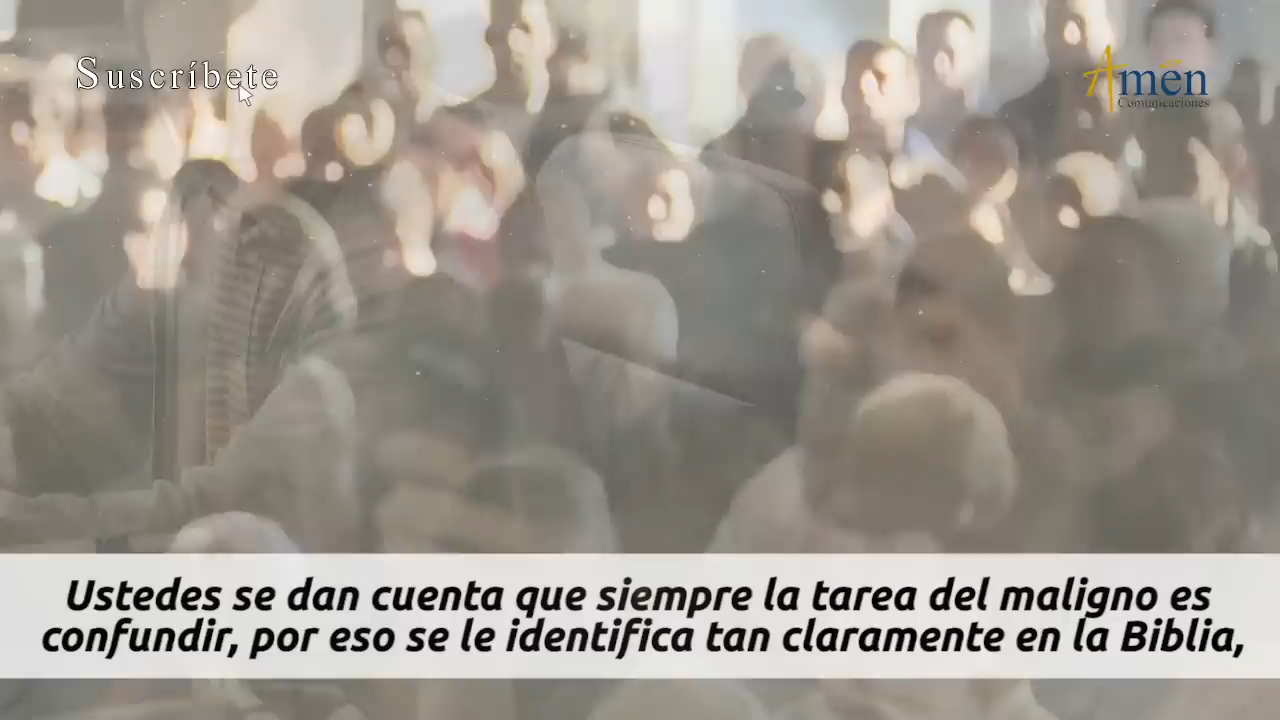 Suscríbete
Amén
Comunicaciones
Ustedes se dan cuenta que siempre la tarea del maligno es
confundir, por eso se le identifica tan claramente en la Biblia,